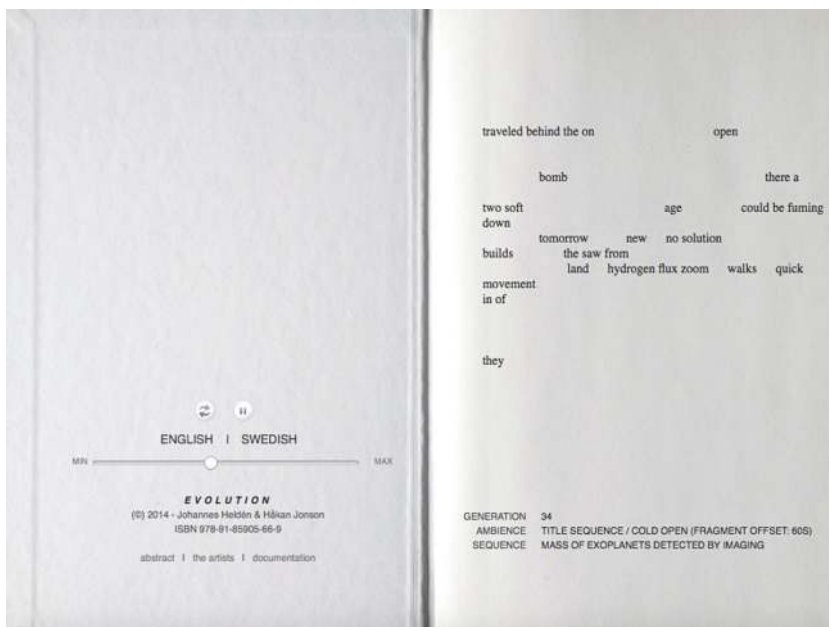 ENGLISH | SWEDISH
MIN MAX
EVOLUTION
(©) 2014 - Johannes Heldén & Håkan Jonson
ISBN 978-91-85905-66-9
abstract | the artists | documentation
traveled behind the on open
bomb there a
two soft age could be fuming
down
tomorrow new no solution
builds the saw from
land hydrogen flux zoom walks quick
movement
in of
they
GENERATION 34
AMBIENCE TITLE SEQUENCE / COLD OPEN (FRAGMENT OFFSET: 60S)
SEQUENCE MASS OF EXOPLANETS DETECTED BY IMAGING